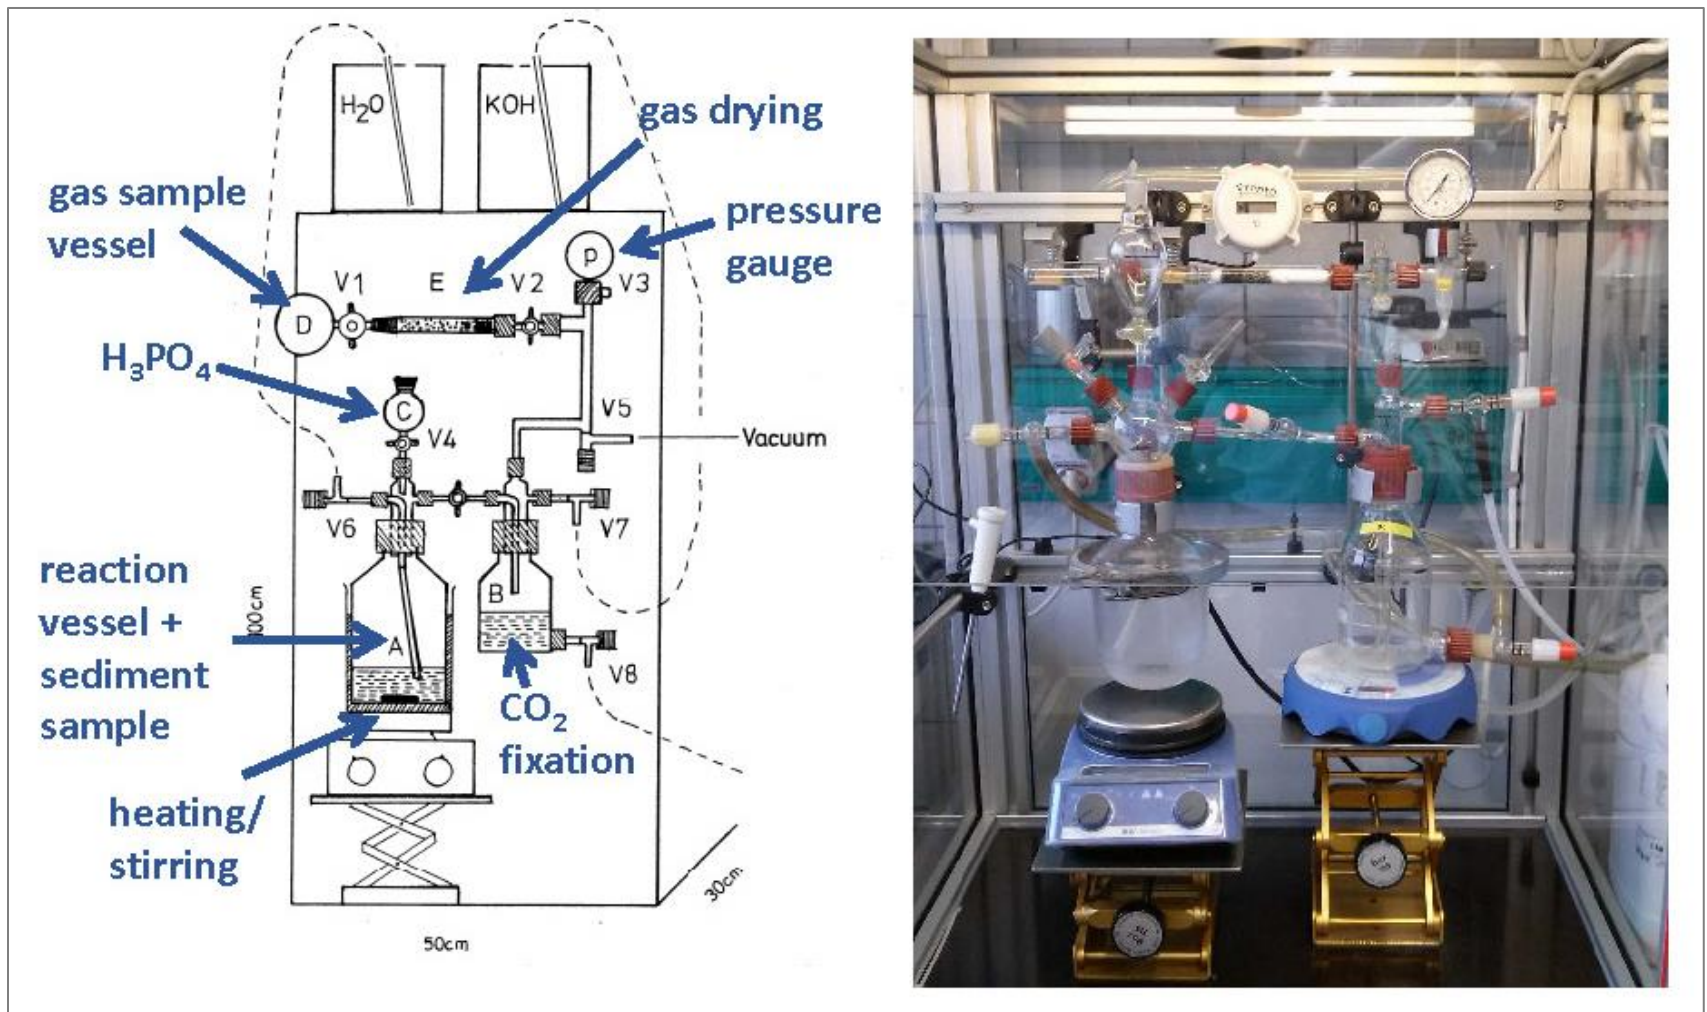 H₂O
KOH
gas drying
gas sample
vessel
pressure
gauge
p
V1
E
V2
V3
D
H₃PO₄
C
V4
V5
Vacuum
V6
V7
reaction
vessel +
sediment
sample
100cm
A
B
V8
CO₂
fixation
heating/
stirring
30cm
50cm